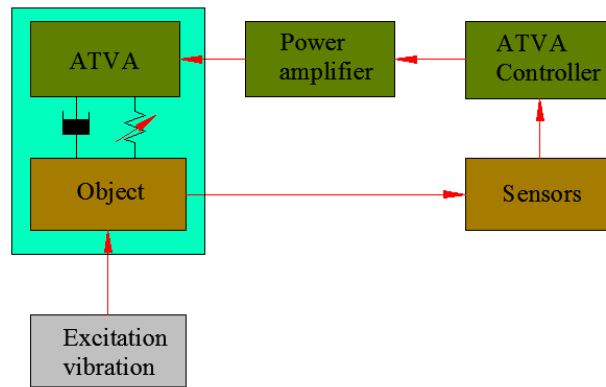 ATVA
Power
amplifier
ATVA
Controller
Object
Sensors
Excitation
vibration